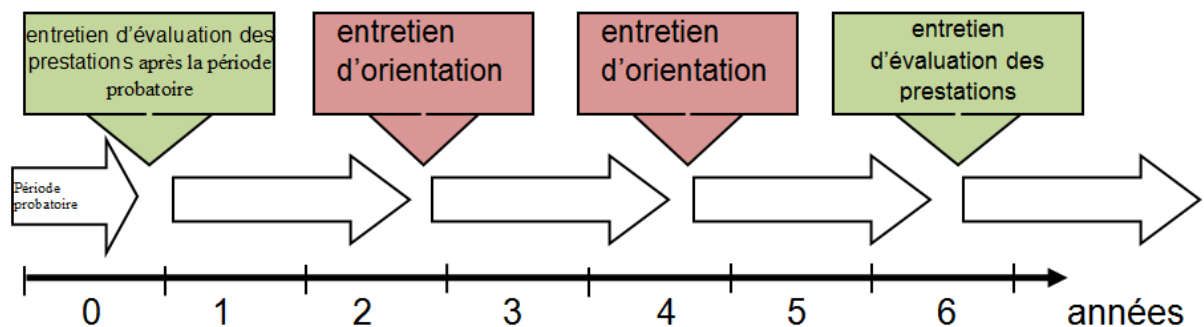 entretien d'évaluation des
prestations après la période
probatoire
entretien
d'orientation
entretien
d'orientation
entretien
d'évaluation des
prestations
Période
probatoire
0 1 2 3 4 5 6 années